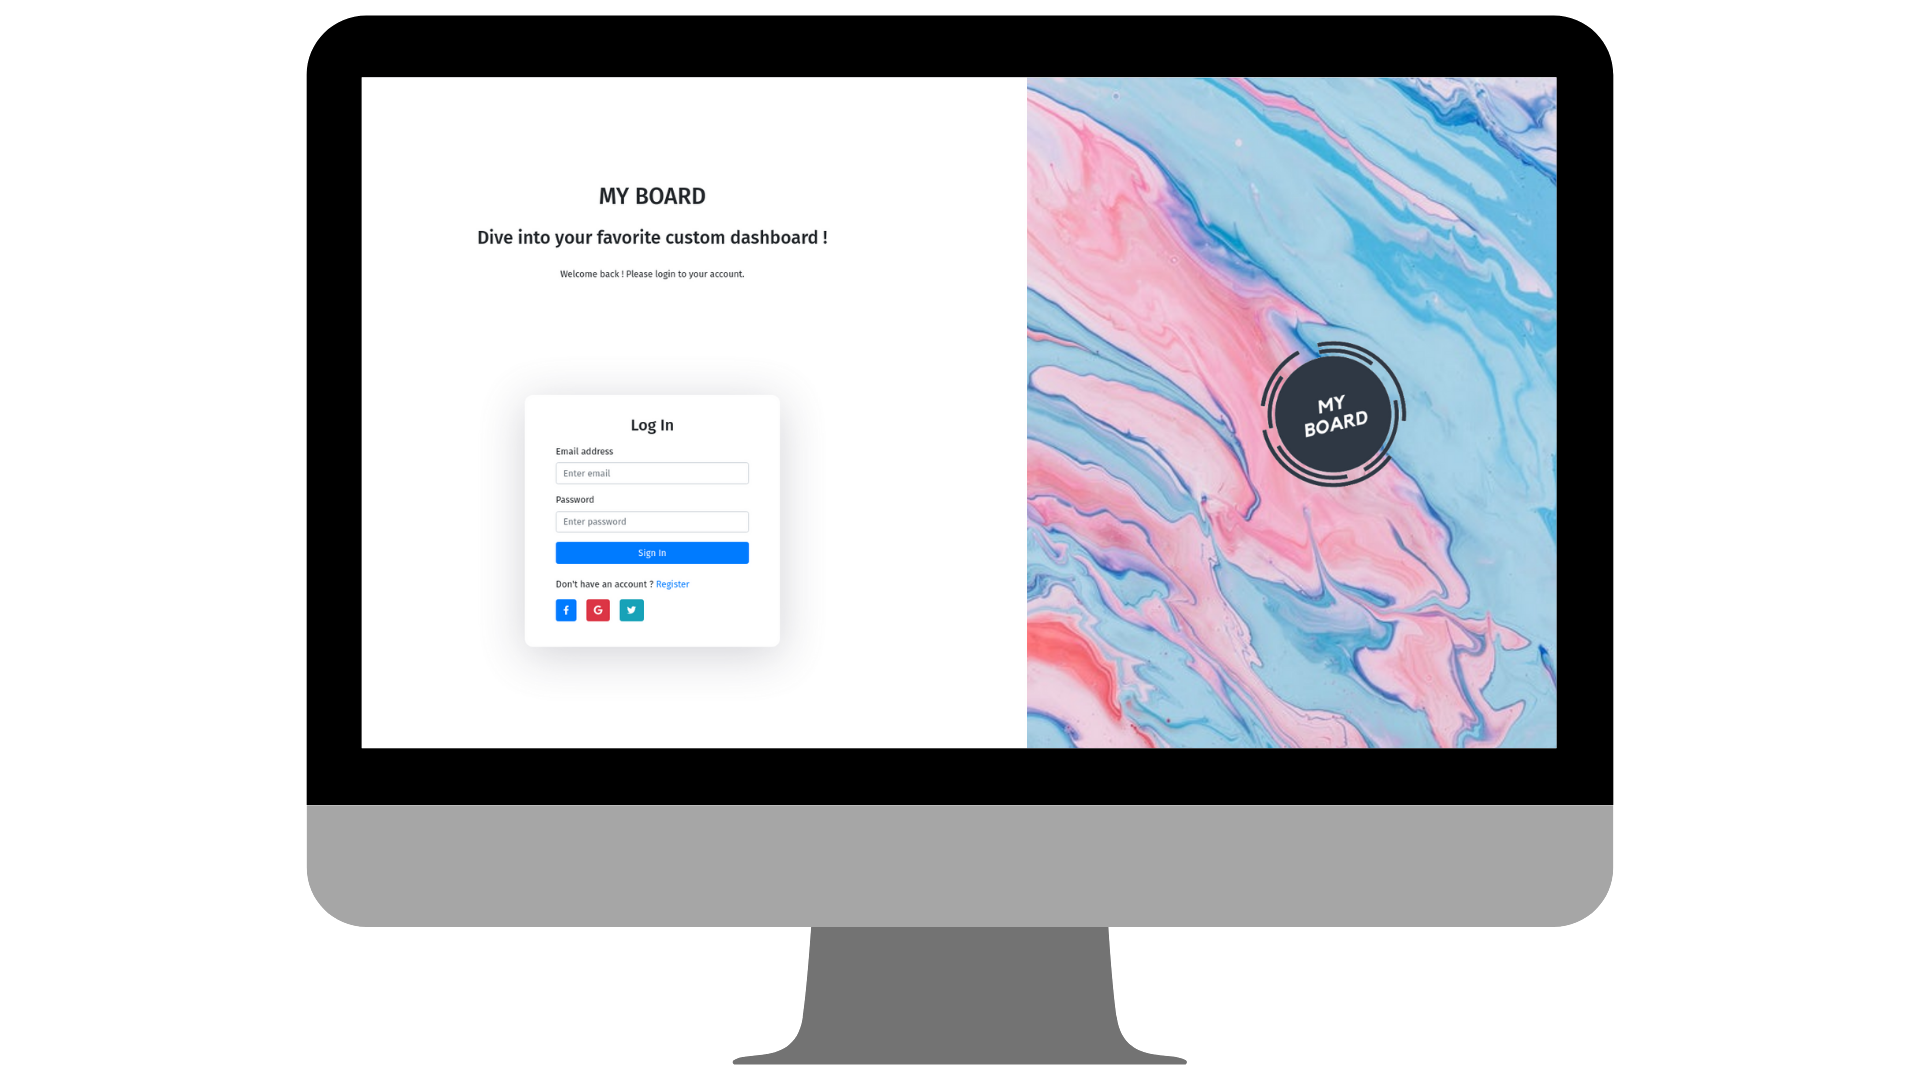 MY BOARD
Dive into your favorite custom dashboard !
Welcome back ! Please login to your account.
Log In
Email address
Enter email
Password
Enter password
Sign In
Don't have an account ? Register
MY
BOARD